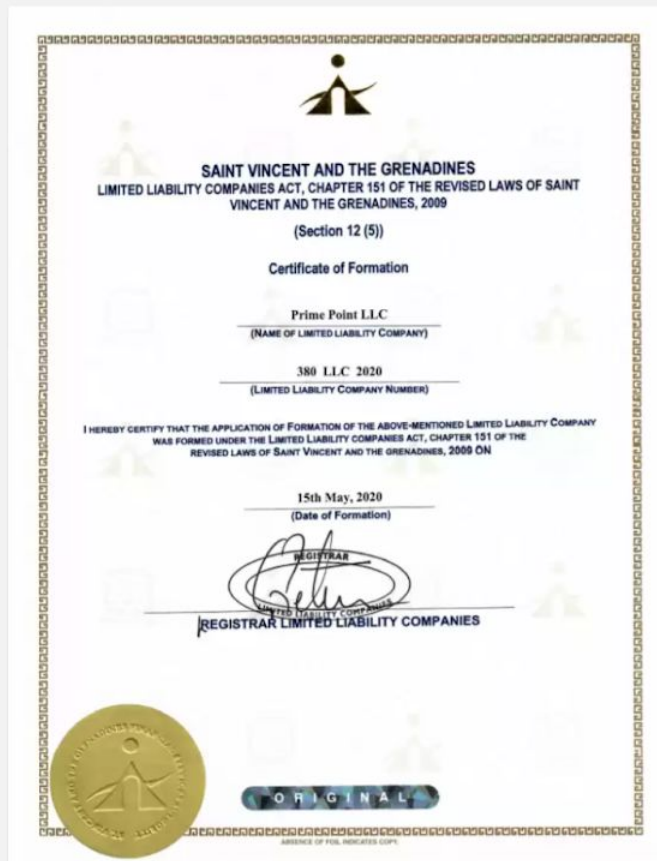 SAINT VINCENT AND THE GRENADINES
LIMITED LIABILITY COMPANIES ACT, CHAPTER 151 OF THE REVISED LAWS OF SAINT
VINCENT AND THE GRENADINES, 2009
(Section 12 (5))
Certificate of Formation
Prime Point LLC
(NAME OF LIMITED LIABILITY COMPANY)
380 LLC 2020
(LIMITED LIABILITY COMPANY NUMBER)
I HEREBY CERTIFY THAT THE APPLICATION OF FORMATION OF THE ABOVE-MENTIONED LIMITED LIABILITY COMPANY
WAS FORMED UNDER THE LIMITED LIABILITY COMPANIES ACT, CHAPTER 151 OF THE
REVISED LAWS OF SAINT VINCENT AND THE GRENADINES, 2009 ON
15th May, 2020
(Date of Formation)
REGISTRAR
LIMITED LIABILITY COMPANIES
REGISTRAR LIMITED LIABILITY COMPANIES
ORIGINAL
ABSENCE OF FOIL INDICATES COPY.